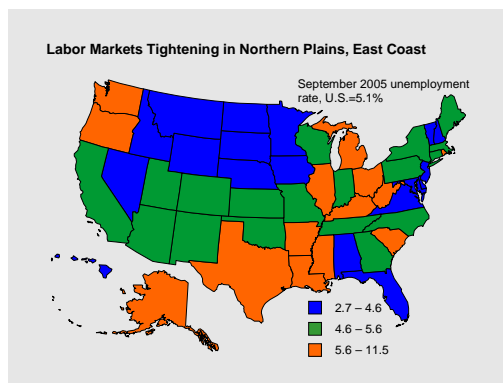 Labor Markets Tightening in Northern Plains, East Coast
September 2005 unemployment
rate, U.S.=5.1%
2.7 – 4.6
4.6 – 5.6
5.6 – 11.5